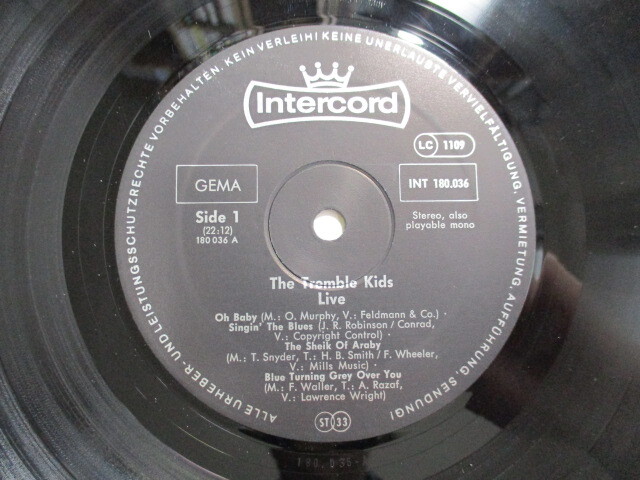 ALLE URHEBER- UND LEISTUNGSSCHUTZRECHTE VORBEHALTEN. KEIN VERLEIH! KEINE UNERLAUBTE VERVIELFÄLTIGUNG, VERMIETUNG, AUFFÜHRUNG, SENDUNG!
Intercord
LC 1109
GEMA
INT 180.036
Side 1
(22:12)
180 036 A
Stereo, also
playable mono
The Tremble Kids
Live
Oh Baby (M.: O. Murphy, V.: Feldmann & Co.) •
Singin' The Blues (J. R. Robinson / Conrad,
V.: Copyright Control) •
The Sheik Of Araby
(M.: T. Snyder, T.: H. B. Smith / F. Wheeler,
V.: Mills Music) •
Blue Turning Grey Over You
(M.: F. Waller, T.: A. Razaf,
V.: Lawrence Wright)
ST 33